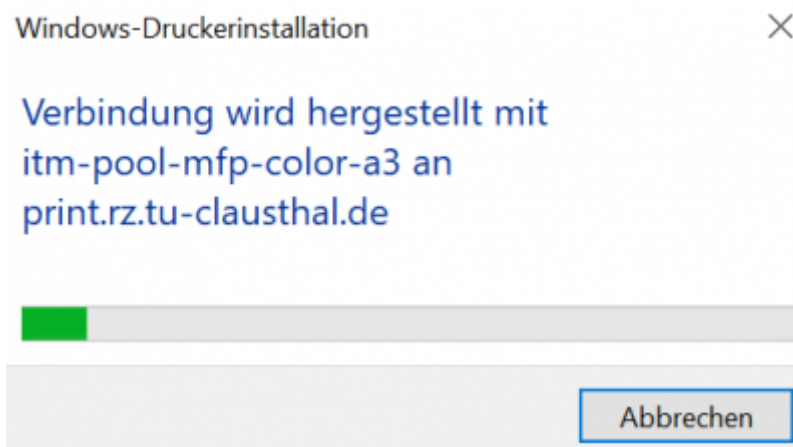 Windows-Druckerinstallation
Verbindung wird hergestellt mit
itm-pool-mfp-color-a3 an
print.rz.tu-clausthal.de
Abbrechen